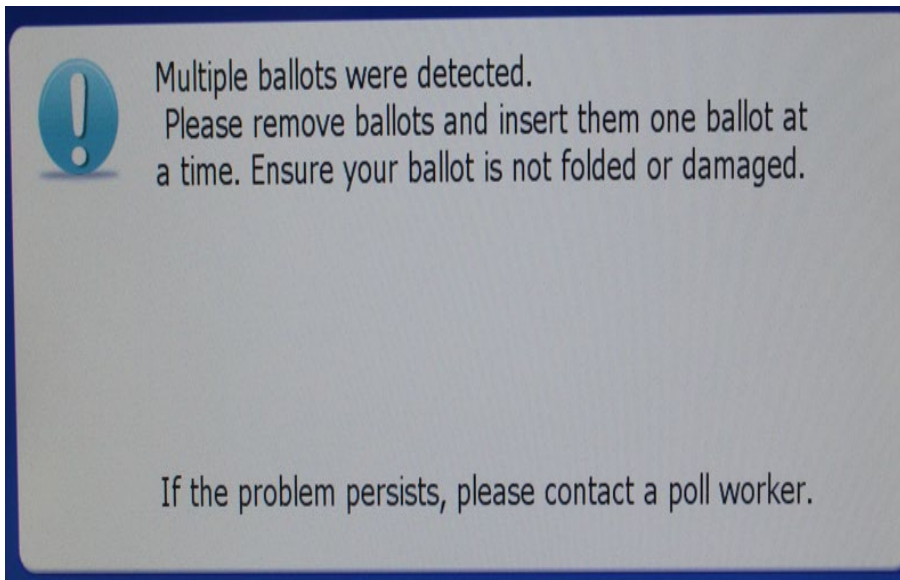 Multiple ballots were detected.
Please remove ballots and insert them one ballot at
a time. Ensure your ballot is not folded or damaged.
If the problem persists, please contact a poll worker.